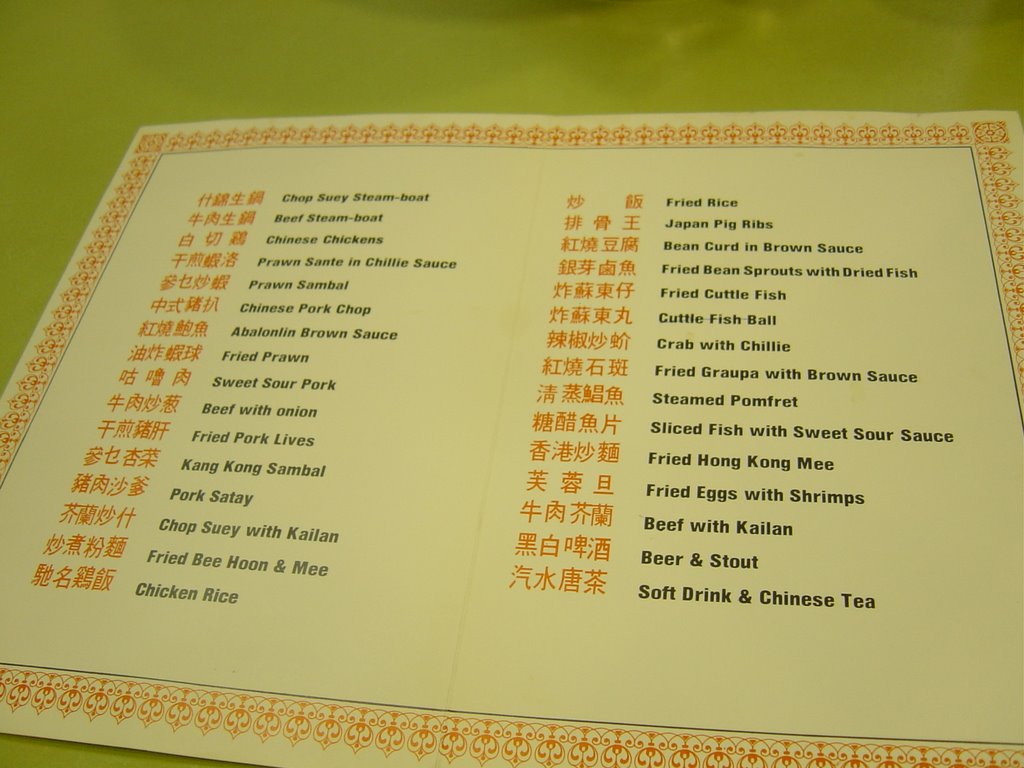 什錦生鍋 Chop Suey Steam-boat
牛肉生鍋 Beef Steam-boat
白切鷄 Chinese Chickens
干煎蝦洛 Prawn Sante in Chillie Sauce
參乜炒蝦 Prawn Sambal
中式豬扒 Chinese Pork Chop
紅燒鮑魚 Abalonlin Brown Sauce
油炸蝦球 Fried Prawn
咕嚕肉 Sweet Sour Pork
牛肉炒葱 Beef with onion
干煎豬肝 Fried Pork Lives
參乜杏菜 Kang Kong Sambal
豬肉沙爹 Pork Satay
芥蘭炒什 Chop Suey with Kailan
炒煮粉麵 Fried Bee Hoon & Mee
馳名鷄飯 Chicken Rice
炒飯 Fried Rice
排骨王 Japan Pig Ribs
紅燒豆腐 Bean Curd in Brown Sauce
銀芽鹵魚 Fried Bean Sprouts with Dried Fish
炸蘇東仔 Fried Cuttle Fish
炸蘇東丸 Cuttle Fish Ball
辣椒炒蚧 Crab with Chillie
紅燒石斑 Fried Graupa with Brown Sauce
清蒸鯧魚 Steamed Pomfret
糖醋魚片 Sliced Fish with Sweet Sour Sauce
香港炒麵 Fried Hong Kong Mee
芙蓉旦 Fried Eggs with Shrimps
牛肉芥蘭 Beef with Kailan
黑白啤酒 Beer & Stout
汽水唐茶 Soft Drink & Chinese Tea